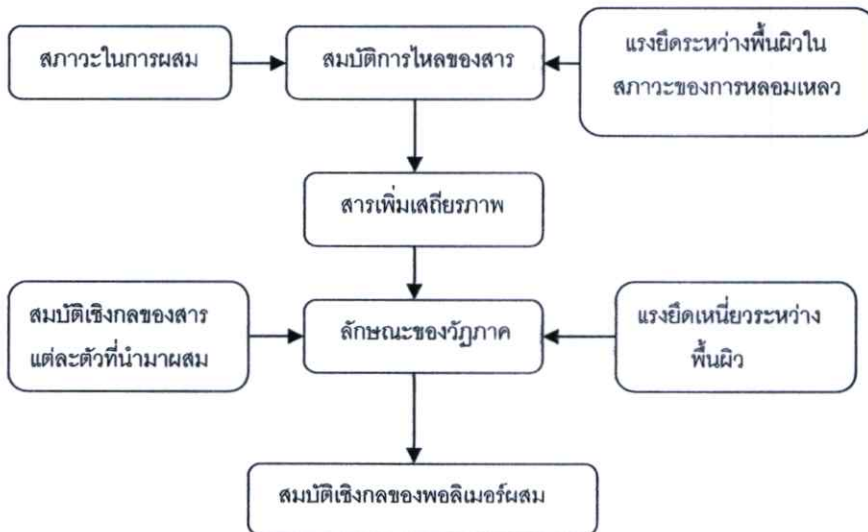 สภาวะในการผสม
สมบัติการไหลของสาร
แรงยึดระหว่างพื้นผิวใน
สภาวะของการหลอมเหลว
สารเพิ่มเสถียรภาพ
สมบัติเชิงกลของสาร
แต่ละตัวที่นำมาผสม
ลักษณะของวัฏภาค
แรงยึดเหนี่ยวระหว่าง
พื้นผิว
สมบัติเชิงกลของพอลิเมอร์ผสม